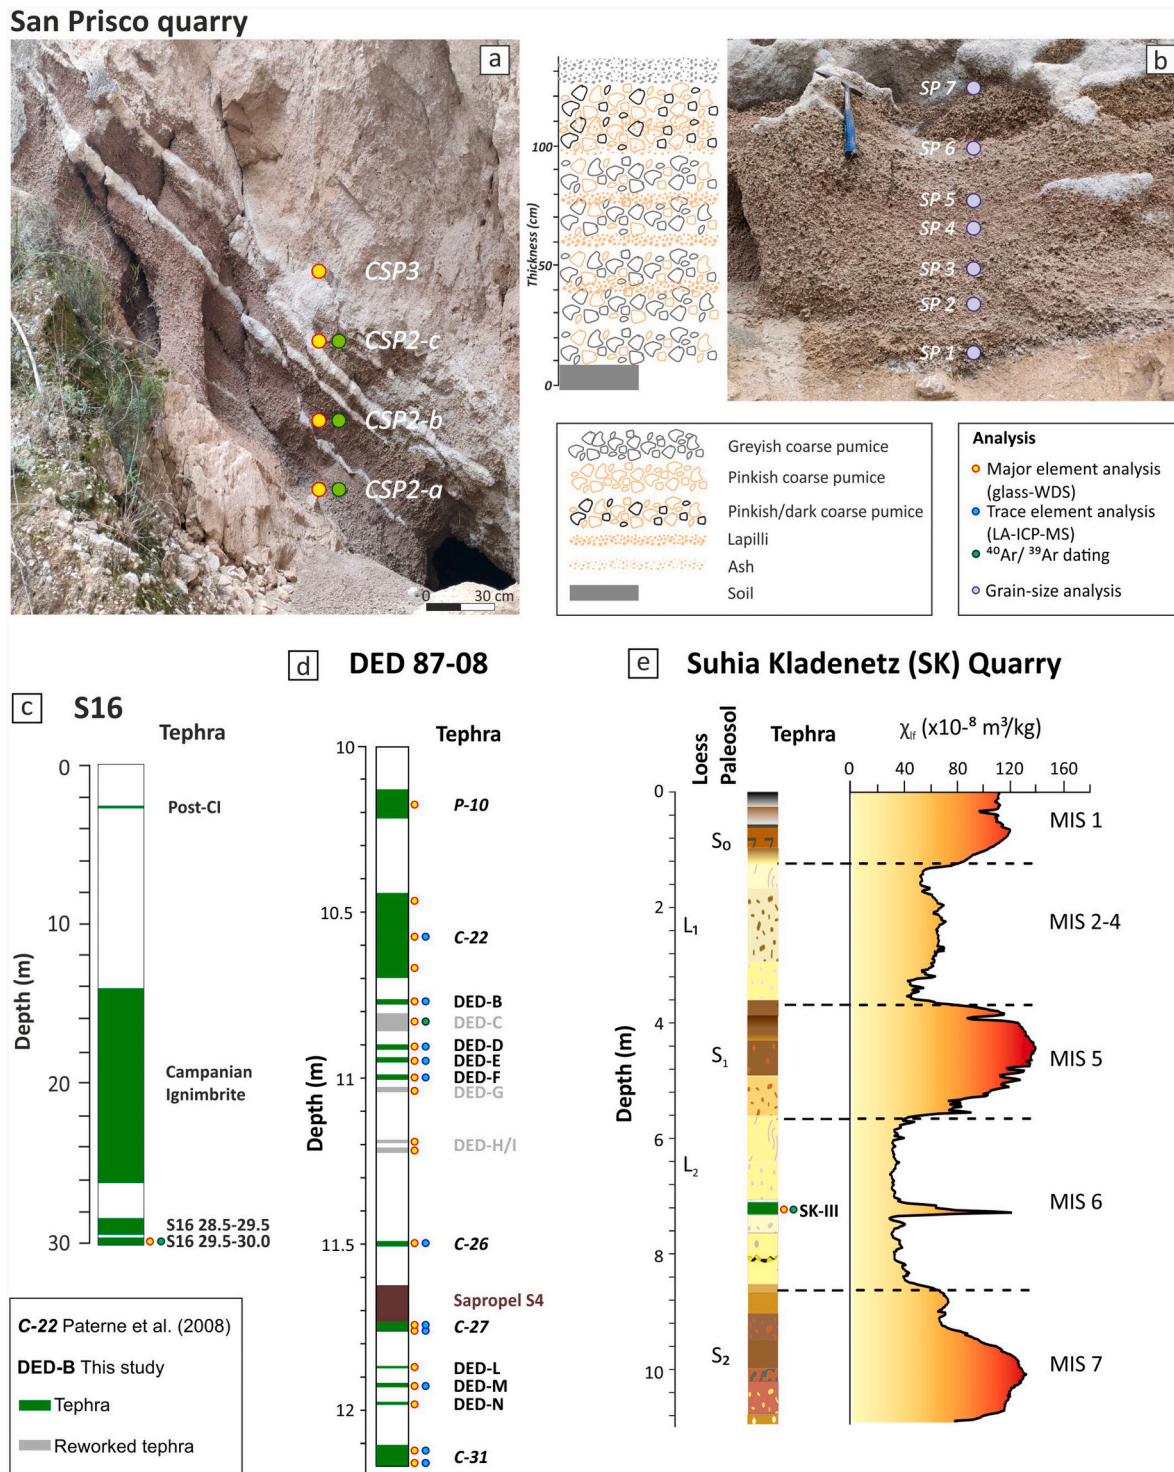 San Prisco quarry
a
CSP3
CSP2-c
CSP2-b
CSP2-a
0 30 cm
Thickness (cm)
100
50
0
b
SP 7
SP 6
SP 5
SP 4
SP 3
SP 2
SP 1
Greyish coarse pumice
Pinkish coarse pumice
Pinkish/dark coarse pumice
Lapilli
Ash
Soil
Analysis
Major element analysis
(glass-WDS)
Trace element analysis
(LA-ICP-MS)
⁴⁰Ar/ ³⁹Ar dating
Grain-size analysis
c S16
Tephra
Depth (m)
0
10
20
30
Post-CI
Campanian
Ignimbrite
S16 28.5-29.5
S16 29.5-30.0
C-22 Paterne et al. (2008)
DED-B This study
Tephra
Reworked tephra
d DED 87-08
Tephra
Depth (m)
10
10.5
11
11.5
12
P-10
C-22
DED-B
DED-C
DED-D
DED-E
DED-F
DED-G
DED-H/I
C-26
Sapropel S4
C-27
DED-L
DED-M
DED-N
C-31
e Suhia Kladenetz (SK) Quarry
Loess
Paleosol
Tephra
χlf (x10-⁸ m³/kg)
0 40 80 120 160
Depth (m)
0
2
4
6
8
10
S₀
L₁
S₁
L₂
S₂
SK-III
MIS 1
MIS 2-4
MIS 5
MIS 6
MIS 7